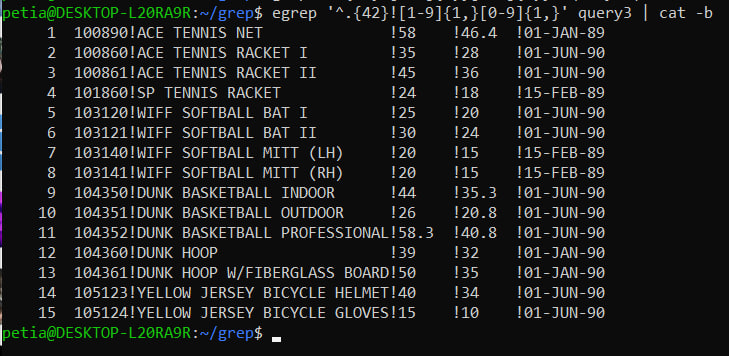 petia@DESKTOP-L20RA9R:~/grep$ egrep '^.{42}![1-9]{1,}[0-9]{1,}' query3 | cat -b
     1  100890!ACE TENNIS NET                !58     !46.4  !01-JAN-89
     2  100860!ACE TENNIS RACKET I           !35     !28    !01-JUN-90
     3  100861!ACE TENNIS RACKET II          !45     !36    !01-JUN-90
     4  101860!SP TENNIS RACKET              !24     !18    !15-FEB-89
     5  103120!WIFF SOFTBALL BAT I           !25     !20    !01-JUN-90
     6  103121!WIFF SOFTBALL BAT II          !30     !24    !01-JUN-90
     7  103140!WIFF SOFTBALL MITT (LH)       !20     !15    !15-FEB-89
     8  103141!WIFF SOFTBALL MITT (RH)       !20     !15    !15-FEB-89
     9  104350!DUNK BASKETBALL INDOOR        !44     !35.3  !01-JUN-90
    10  104351!DUNK BASKETBALL OUTDOOR       !26     !20.8  !01-JUN-90
    11  104352!DUNK BASKETBALL PROFESSIONAL!58.3  !40.8  !01-JUN-90
    12  104360!DUNK HOOP                     !39     !32    !01-JAN-90
    13  104361!DUNK HOOP W/FIBERGLASS BOARD!50     !35    !01-JUN-90
    14  105123!YELLOW JERSEY BICYCLE HELMET!40     !34    !01-JUN-90
    15  105124!YELLOW JERSEY BICYCLE GLOVES!15     !10    !01-JUN-90
petia@DESKTOP-L20RA9R:~/grep$